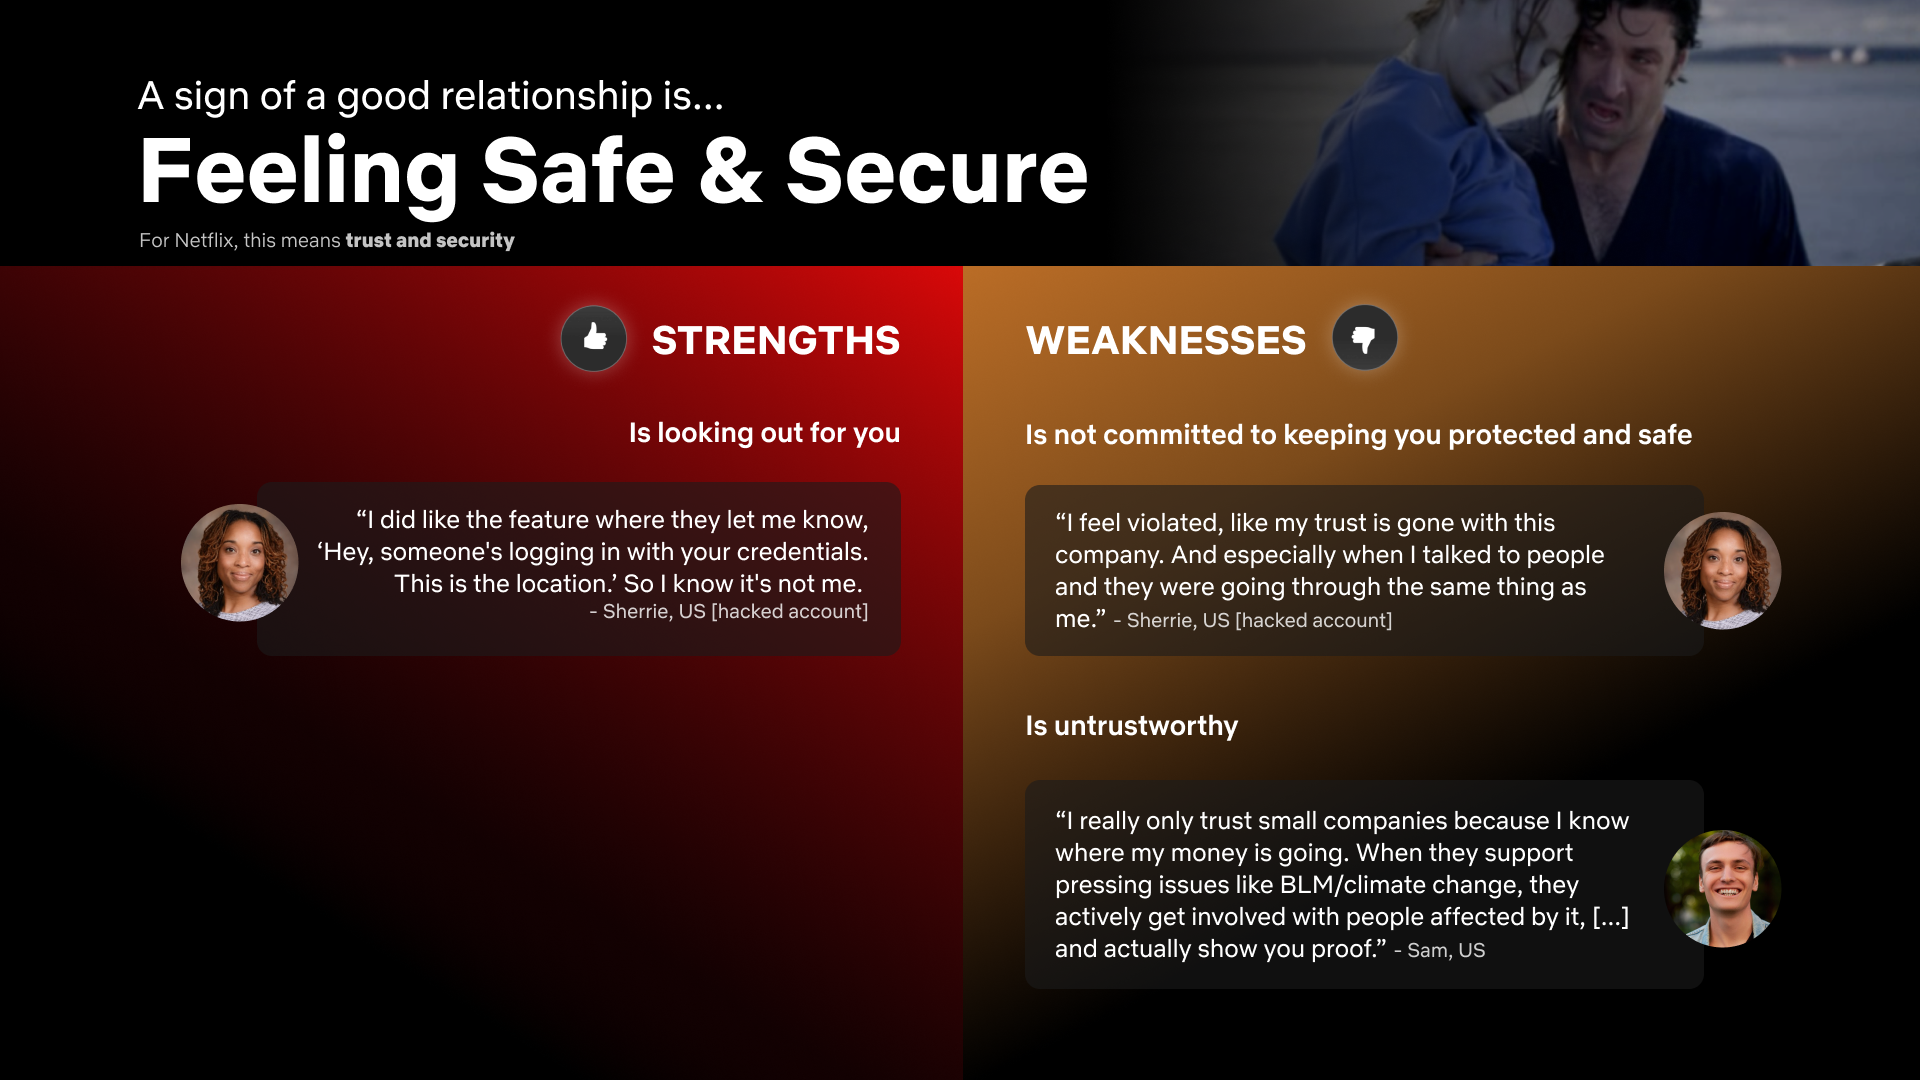 A sign of a good relationship is...
Feeling Safe & Secure
For Netflix, this means trust and security
STRENGTHS
Is looking out for you
“I did like the feature where they let me know,
‘Hey, someone's logging in with your credentials.
This is the location.’ So I know it's not me.
- Sherrie, US [hacked account]
WEAKNESSES
Is not committed to keeping you protected and safe
“I feel violated, like my trust is gone with this
company. And especially when I talked to people
and they were going through the same thing as
me.” - Sherrie, US [hacked account]
Is untrustworthy
“I really only trust small companies because I know
where my money is going. When they support
pressing issues like BLM/climate change, they
actively get involved with people affected by it, [...]
and actually show you proof.” - Sam, US